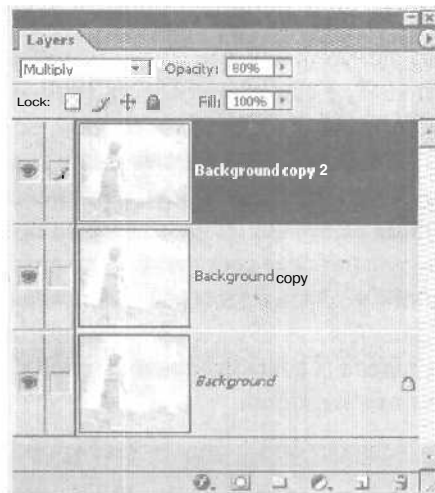 Layers
Multiply Opacity: 80%
Lock: Fill: 100%
Background copy 2
Background copy
Background